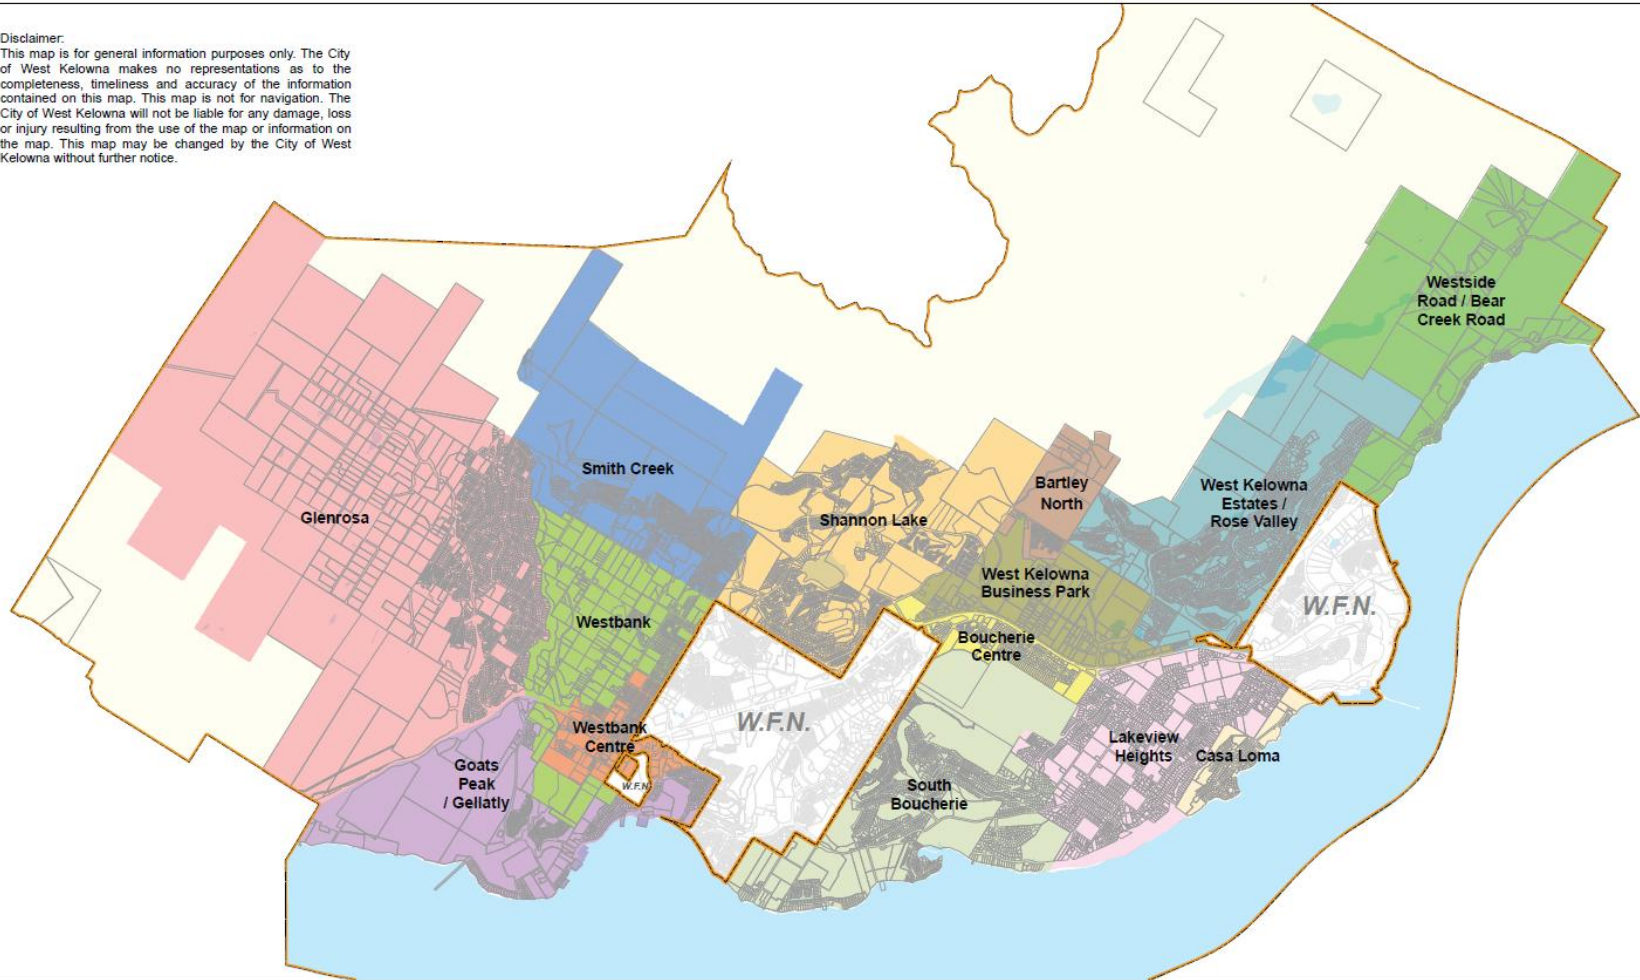 Disclaimer:
This map is for general information purposes only. The City
of West Kelowna makes no representations as to the
completeness, timeliness and accuracy of the information
contained on this map. This map is not for navigation. The
City of West Kelowna will not be liable for any damage, loss
or injury resulting from the use of the map or information on
the map. This map may be changed by the City of West
Kelowna without further notice.
Westside
Road / Bear
Creek Road
Smith Creek
Glenrosa
Shannon Lake
Bartley
North
West Kelowna
Estates /
Rose Valley
West Kelowna
Business Park
W.F.N.
Westbank
Boucherie
Centre
Westbank
Centre
W.F.N.
Lakeview
Heights
Casa Loma
Goats
Peak
/ Gellatly
W.F.N.
South
Boucherie